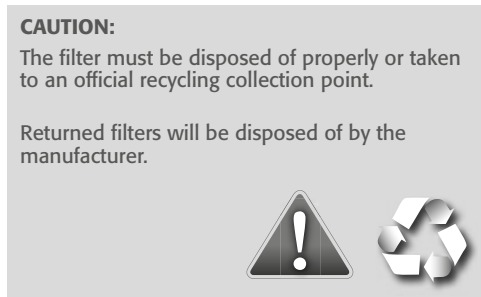 CAUTION:
The filter must be disposed of properly or taken
to an official recycling collection point.
Returned filters will be disposed of by the
manufacturer.